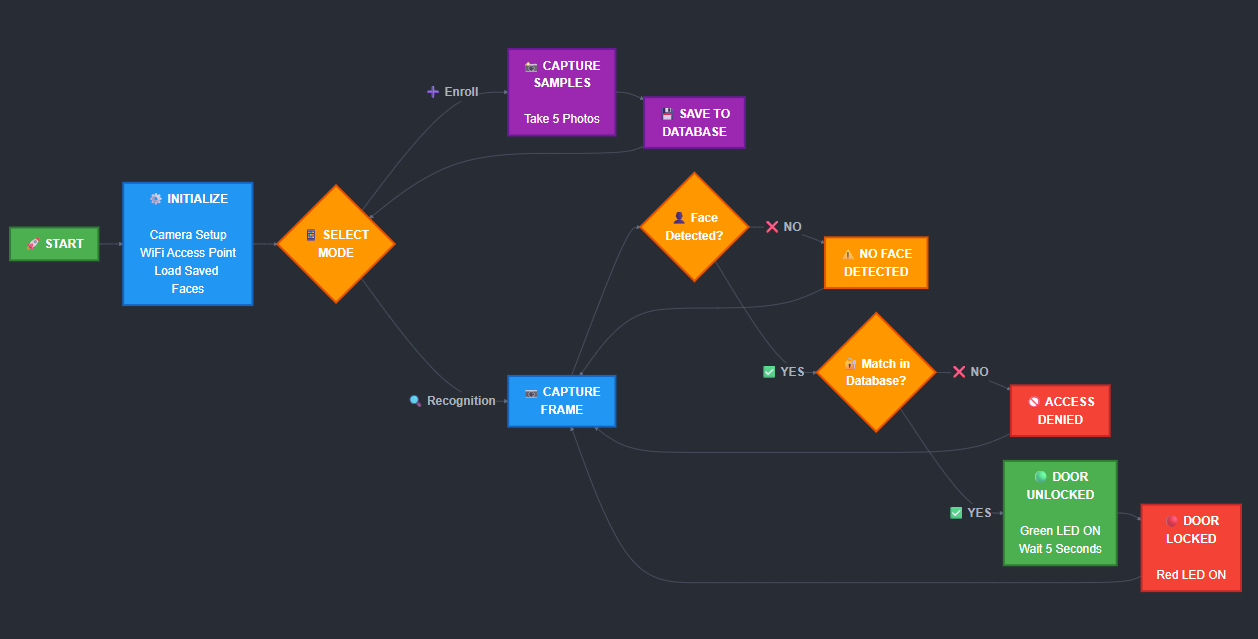 🚀 START
⚙️ INITIALIZE
Camera Setup
WiFi Access Point
Load Saved
Faces
📱 SELECT
MODE
➕ Enroll
📸 CAPTURE
SAMPLES
Take 5 Photos
💾 SAVE TO
DATABASE
🔍 Recognition
📷 CAPTURE
FRAME
👤 Face
Detected?
❌ NO
⚠️ NO FACE
DETECTED
✅ YES
🔐 Match in
Database?
❌ NO
🚫 ACCESS
DENIED
✅ YES
🟢 DOOR
UNLOCKED
Green LED ON
Wait 5 Seconds
🔴 DOOR
LOCKED
Red LED ON